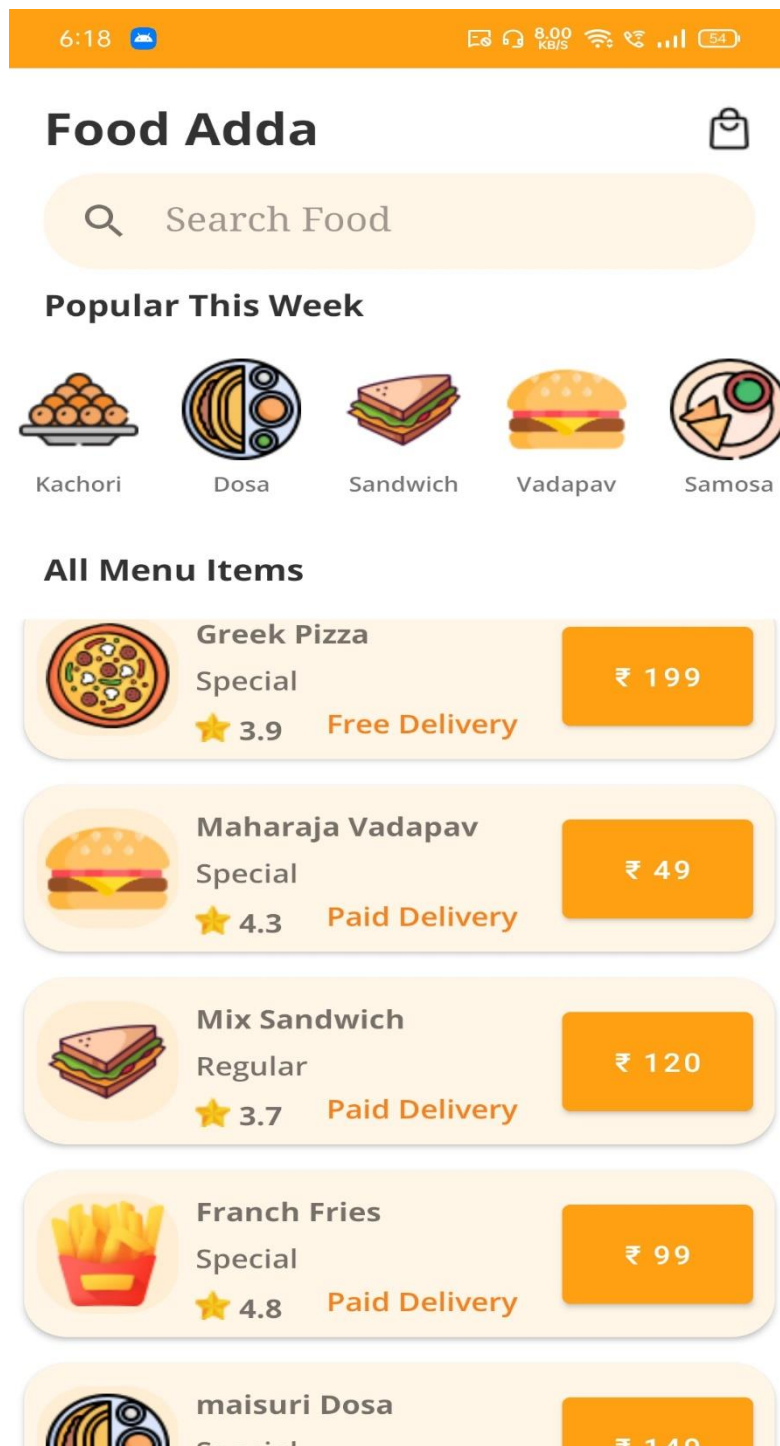 6:18 8.00 KB/S 54
Food Adda
Search Food
Popular This Week
Kachori Dosa Sandwich Vadapav Samosa
All Menu Items
Greek Pizza
Special
₹ 199
3.9 Free Delivery
Maharaja Vadapav
Special
₹ 49
4.3 Paid Delivery
Mix Sandwich
Regular
₹ 120
3.7 Paid Delivery
Franch Fries
Special
₹ 99
4.8 Paid Delivery
maisuri Dosa